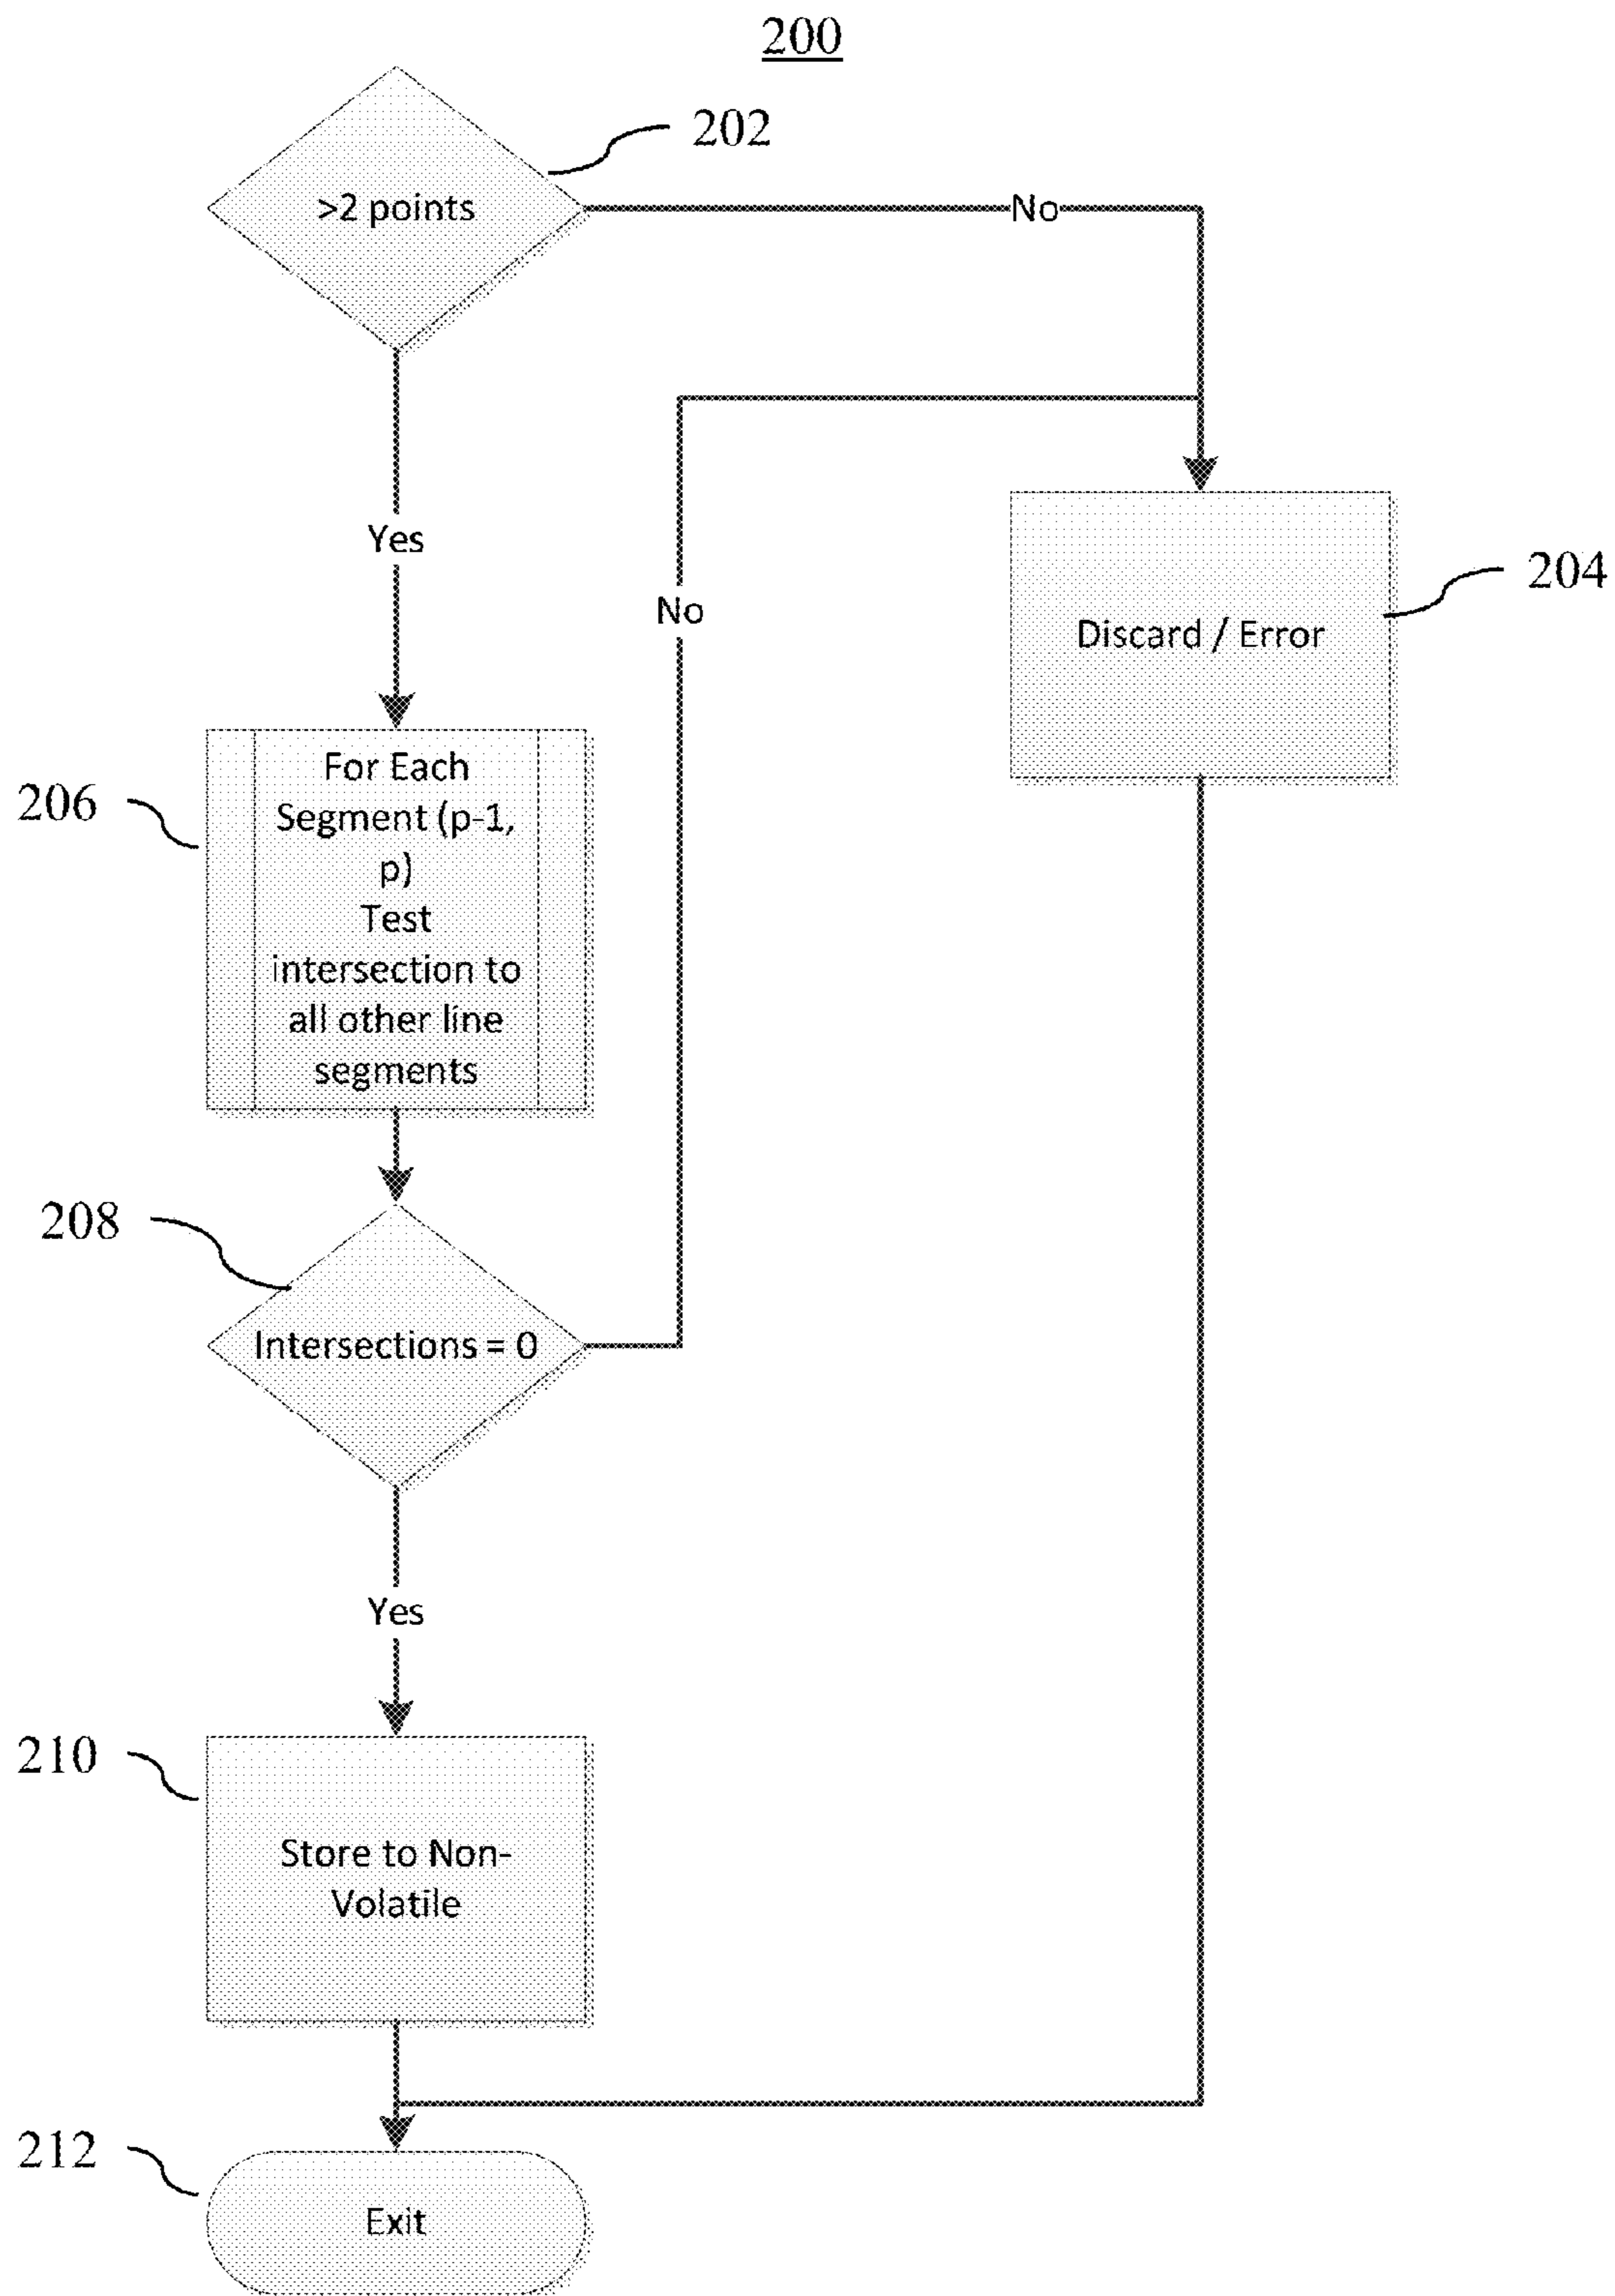 200
202
>2 points
No
Yes
204
Discard / Error
No
206
For Each
Segment (p-1,
p)
Test
intersection to
all other line
segments
208
Intersections = 0
Yes
210
Store to Non-
Volatile
212
Exit